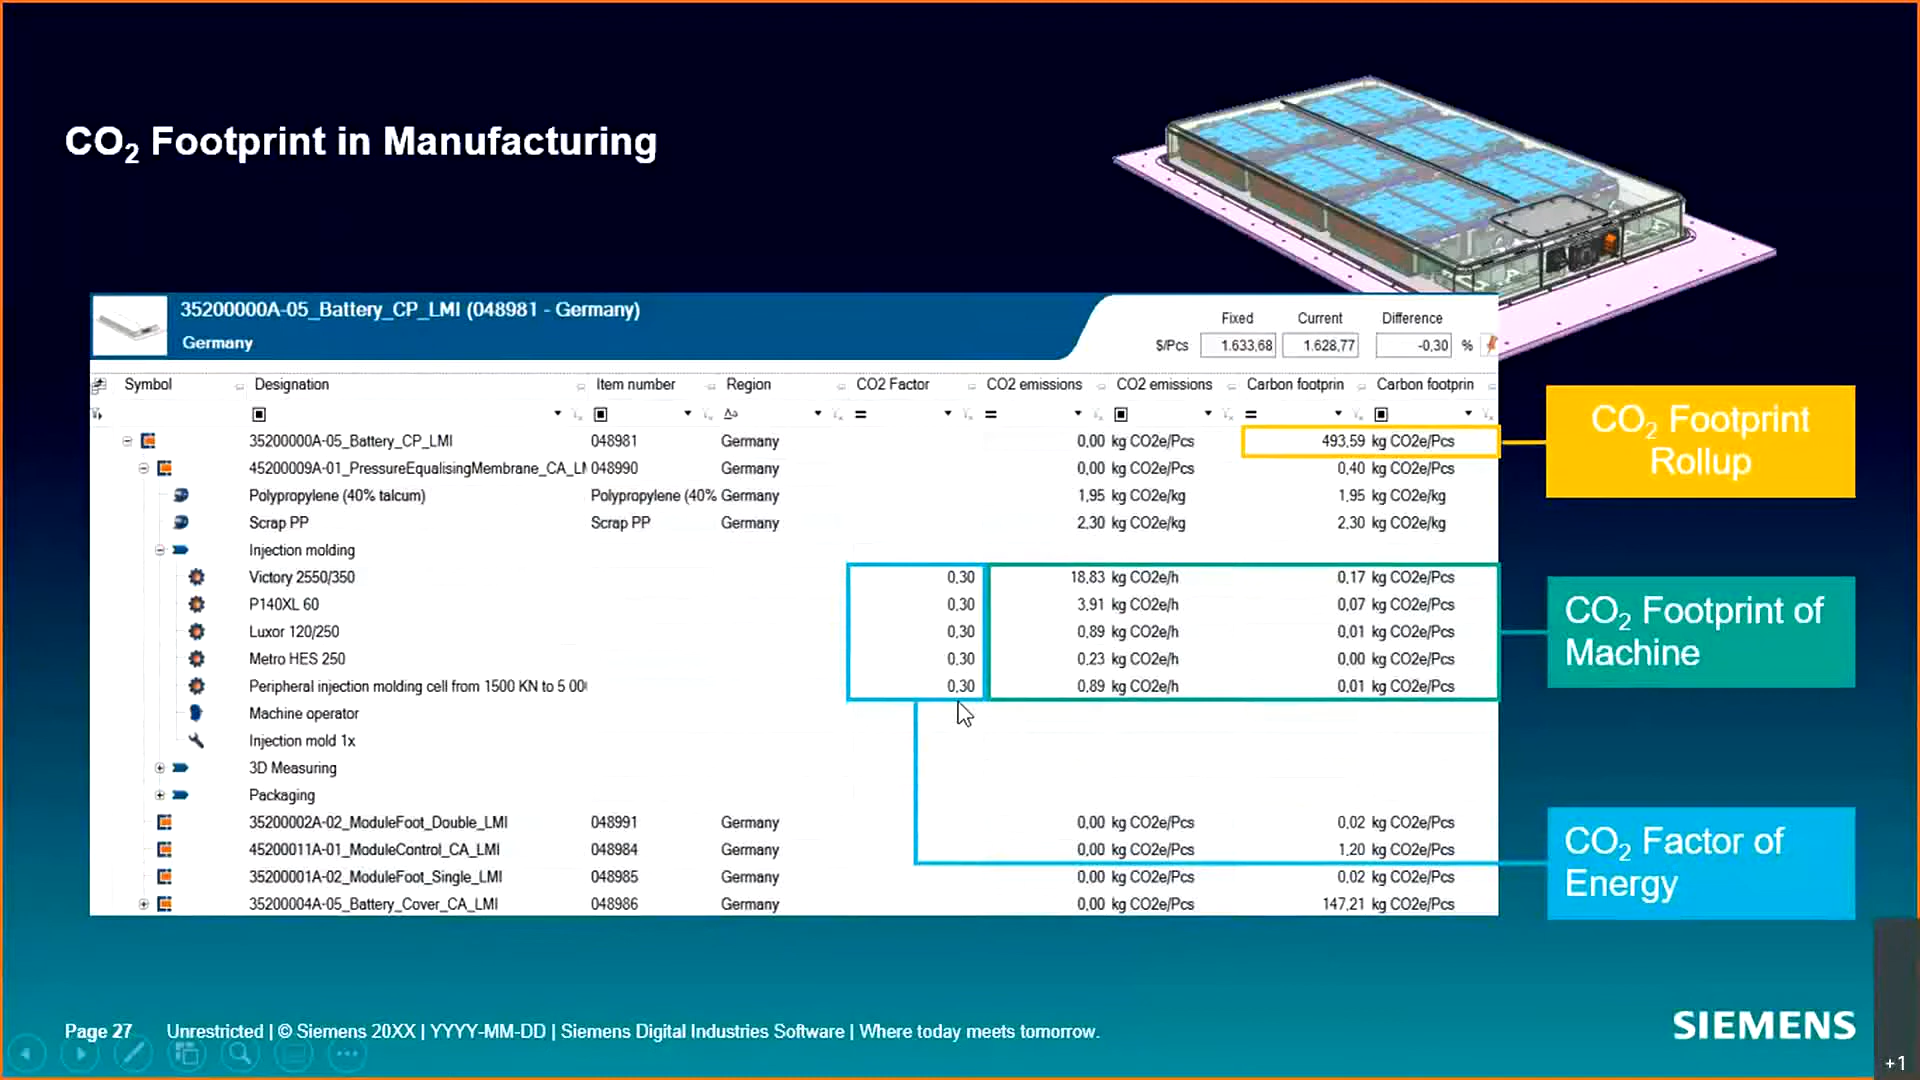 CO2 Footprint in Manufacturing
35200000A-05_Battery_CP_LMI (048981 - Germany)
Germany
Fixed Current Difference
$/Pcs 1.633,68 1.628,77 -0,30 %
Symbol Designation Item number Region CO2 Factor CO2 emissions CO2 emissions Carbon footprin Carbon footprin
35200000A-05_Battery_CP_LMI 048981 Germany 0,00 kg CO2e/Pcs 493,59 kg CO2e/Pcs
45200009A-01_PressureEqualisingMembrane_CA_LM 048990 Germany 0,00 kg CO2e/Pcs 0,40 kg CO2e/Pcs
Polypropylene (40% talcum) Polypropylene (40% Germany 1,95 kg CO2e/kg 1,95 kg CO2e/kg
Scrap PP Scrap PP Germany 2,30 kg CO2e/kg 2,30 kg CO2e/kg
Injection molding
Victory 2550/350 0,30 18,83 kg CO2e/h 0,17 kg CO2e/Pcs
P140XL 60 0,30 3,91 kg CO2e/h 0,07 kg CO2e/Pcs
Luxor 120/250 0,30 0,89 kg CO2e/h 0,01 kg CO2e/Pcs
Metro HES 250 0,30 0,23 kg CO2e/h 0,00 kg CO2e/Pcs
Peripheral injection molding cell from 1500 KN to 5 00 0,30 0,89 kg CO2e/h 0,01 kg CO2e/Pcs
Machine operator
Injection mold 1x
3D Measuring
Packaging
35200002A-02_ModuleFoot_Double_LMI 048991 Germany 0,00 kg CO2e/Pcs 0,02 kg CO2e/Pcs
45200011A-01_ModuleControl_CA_LMI 048984 Germany 0,00 kg CO2e/Pcs 1,20 kg CO2e/Pcs
35200001A-02_ModuleFoot_Single_LMI 048985 Germany 0,00 kg CO2e/Pcs 0,02 kg CO2e/Pcs
35200004A-05_Battery_Cover_CA_LMI 048986 Germany 0,00 kg CO2e/Pcs 147,21 kg CO2e/Pcs
CO2 Footprint
Rollup
CO2 Footprint of
Machine
CO2 Factor of
Energy
Page 27 Unrestricted | © Siemens 20XX | YYYY-MM-DD | Siemens Digital Industries Software | Where today meets tomorrow.
SIEMENS
+1